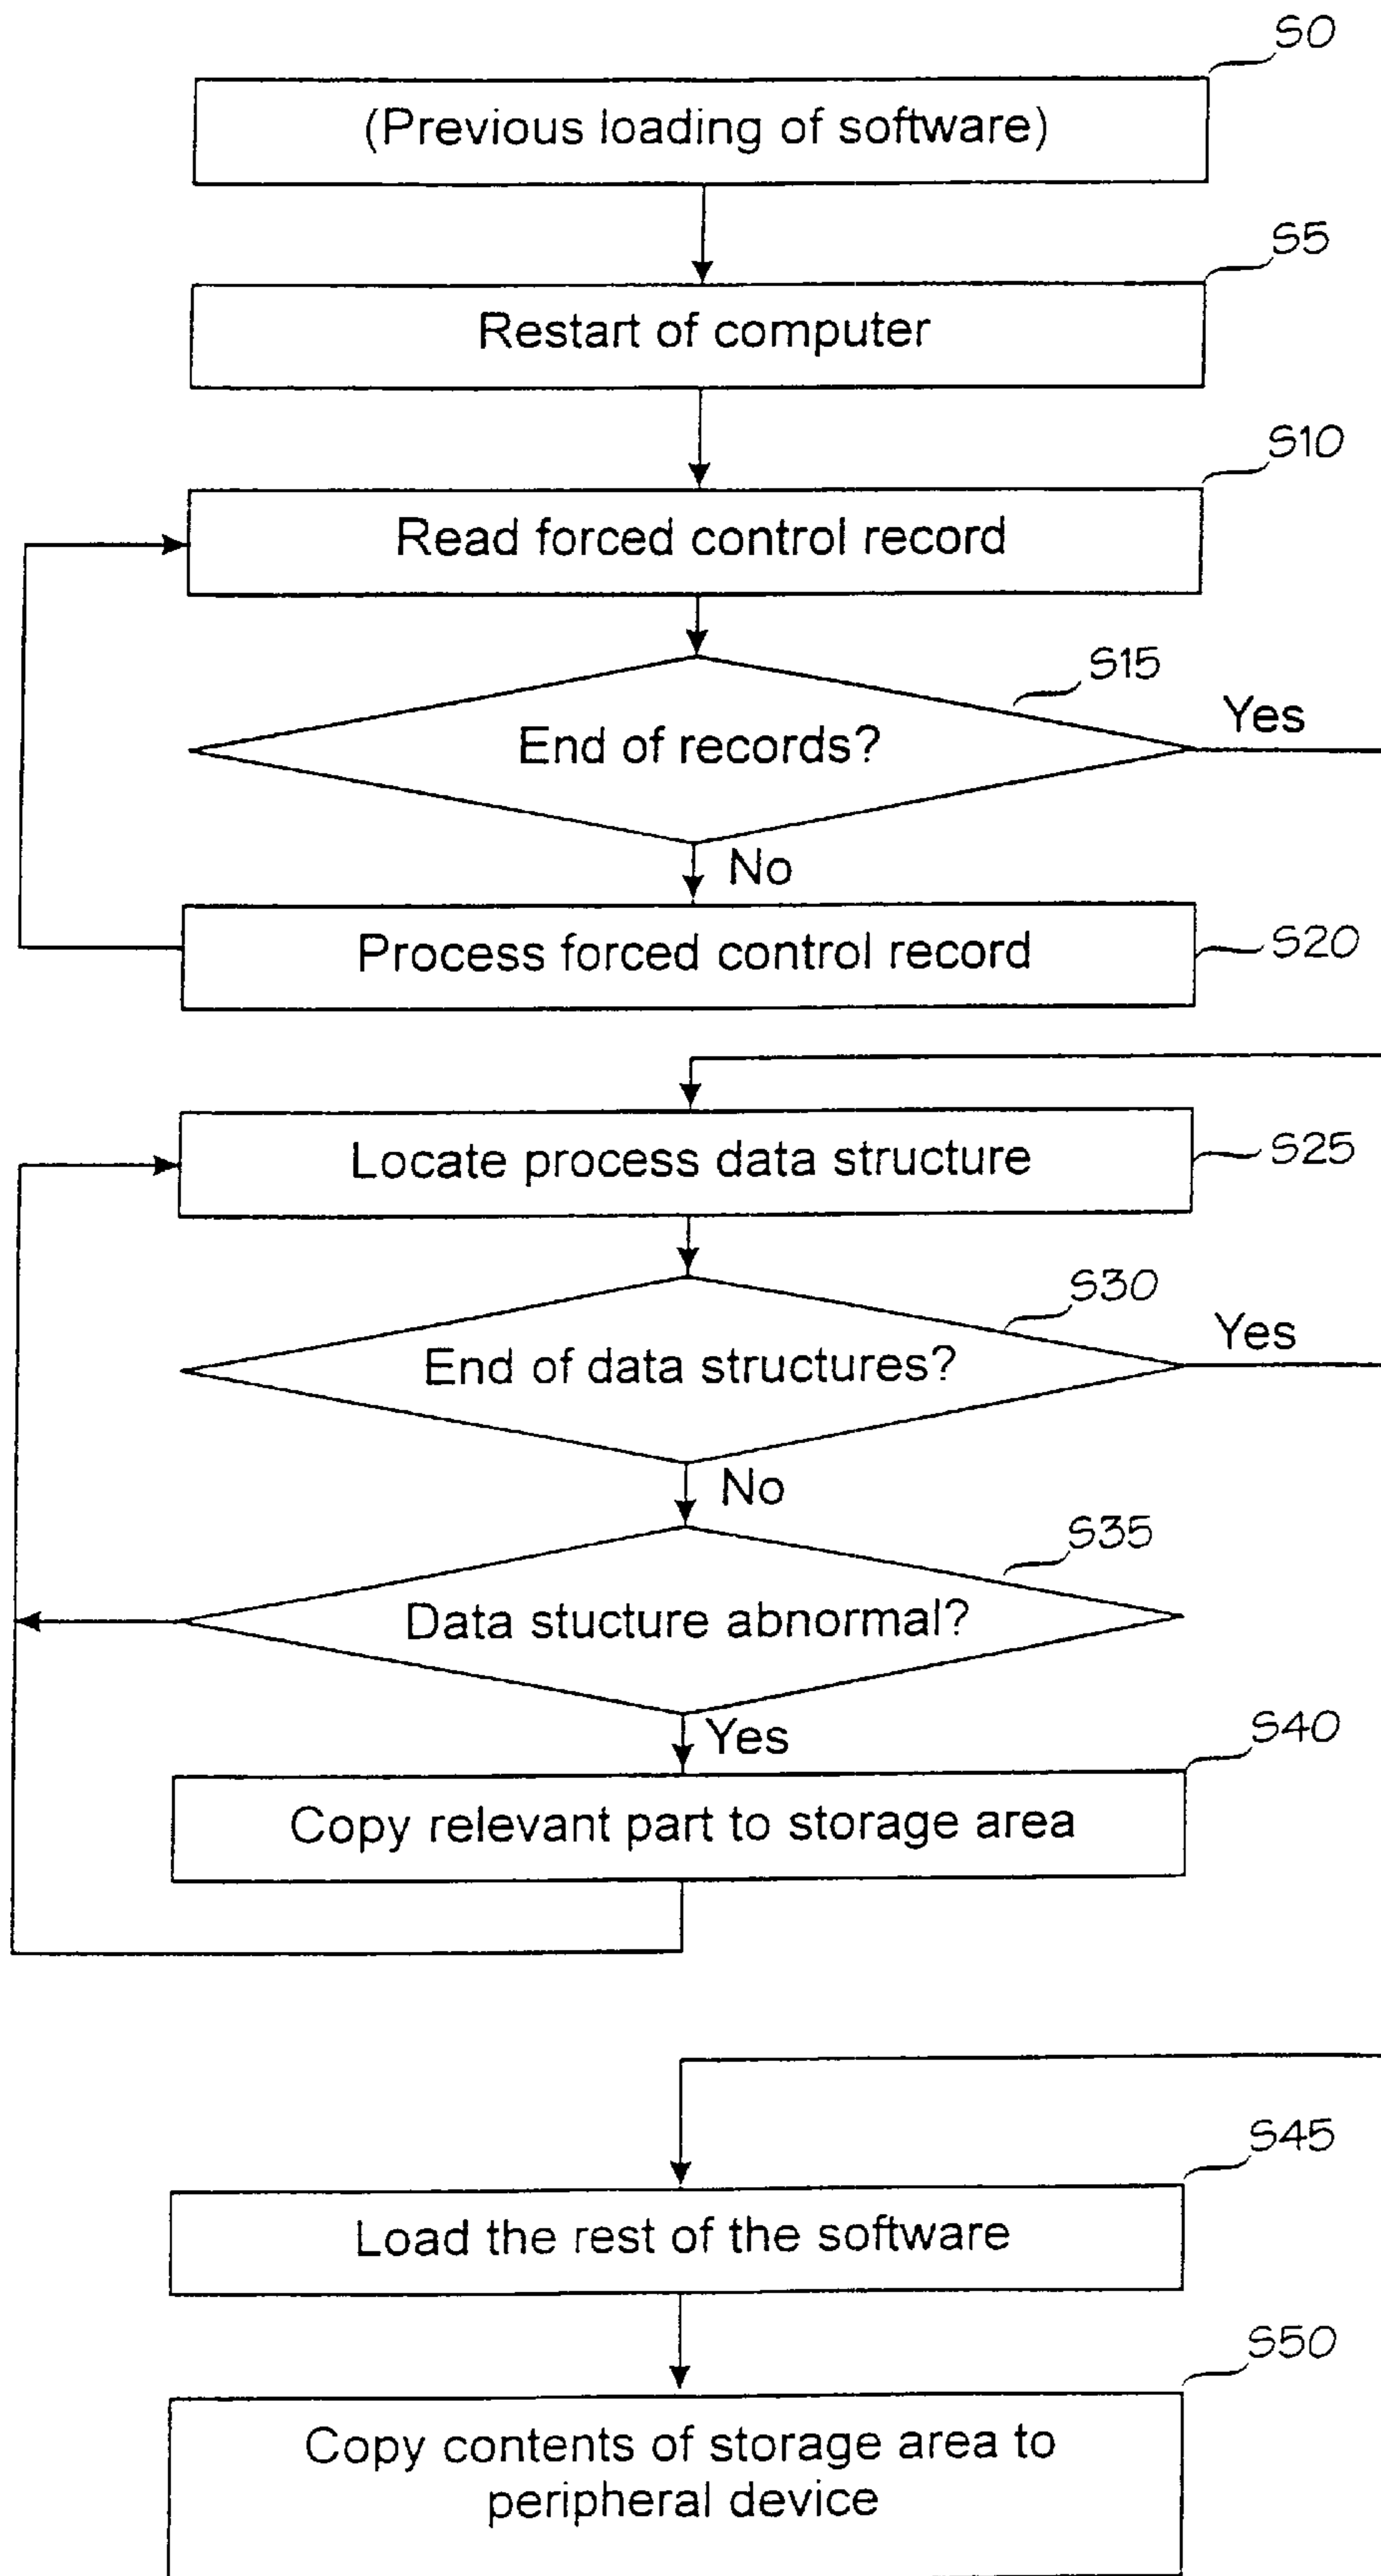 S0
(Previous loading of software)
S5
Restart of computer
S10
Read forced control record
S15
End of records?
Yes
No
Process forced control record
S20
Locate process data structure
S25
S30
End of data structures?
Yes
No
S35
Data stucture abnormal?
Yes
S40
Copy relevant part to storage area
S45
Load the rest of the software
S50
Copy contents of storage area to
peripheral device